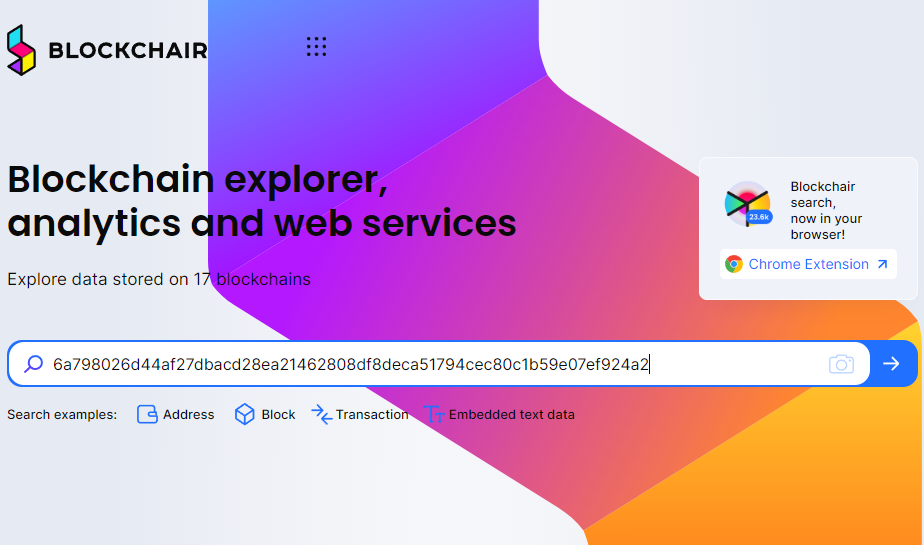 BLOCKCHAIR
Blockchain explorer,
analytics and web services
Explore data stored on 17 blockchains
Blockchair
search,
now in your
browser!
23.6k
Chrome Extension
6a798026d44af27dbacd28ea21462808df8deca51794cec80c1b59e07ef924a2
Search examples: Address Block Transaction Embedded text data